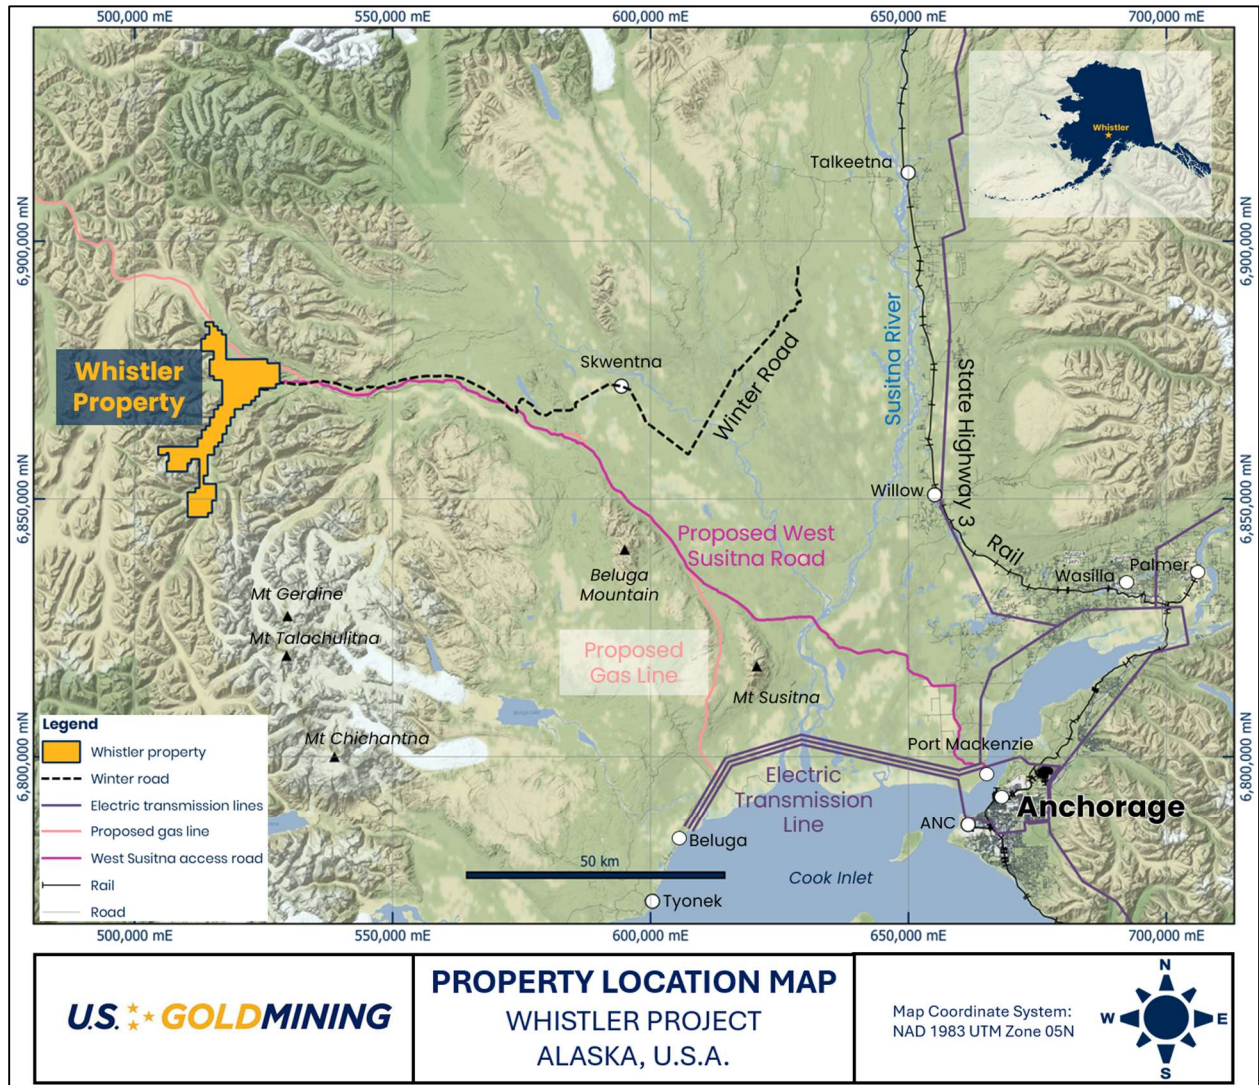 500,000 mE
550,000 mE
600,000 mE
650,000 mE
700,000 mE
6,900,000 mN
6,850,000 mN
6,800,000 mN
6,900,000 mN
6,850,000 mN
6,800,000 mN
Whistler
Talkeetna
Susitna River
State Highway 3
Whistler
Property
Skwentna
Winter Road
Willow
Proposed West
Susitna Road
Rail
Wasilla
Palmer
Beluga
Mountain
Mt Gerdine
Mt Talachulitna
Proposed
Gas Line
Mt Susitna
Mt Chichantna
Port Mackenzie
Electric
Transmission
Line
Anchorage
ANC
Beluga
50 km
Cook Inlet
Tyonek
Legend
Whistler property
Winter road
Electric transmission lines
Proposed gas line
West Susitna access road
Rail
Road
500,000 mE
550,000 mE
600,000 mE
650,000 mE
700,000 mE
U.S. GOLDMINING
PROPERTY LOCATION MAP
WHISTLER PROJECT
ALASKA, U.S.A.
Map Coordinate System:
NAD 1983 UTM Zone 05N
N
W
E
S